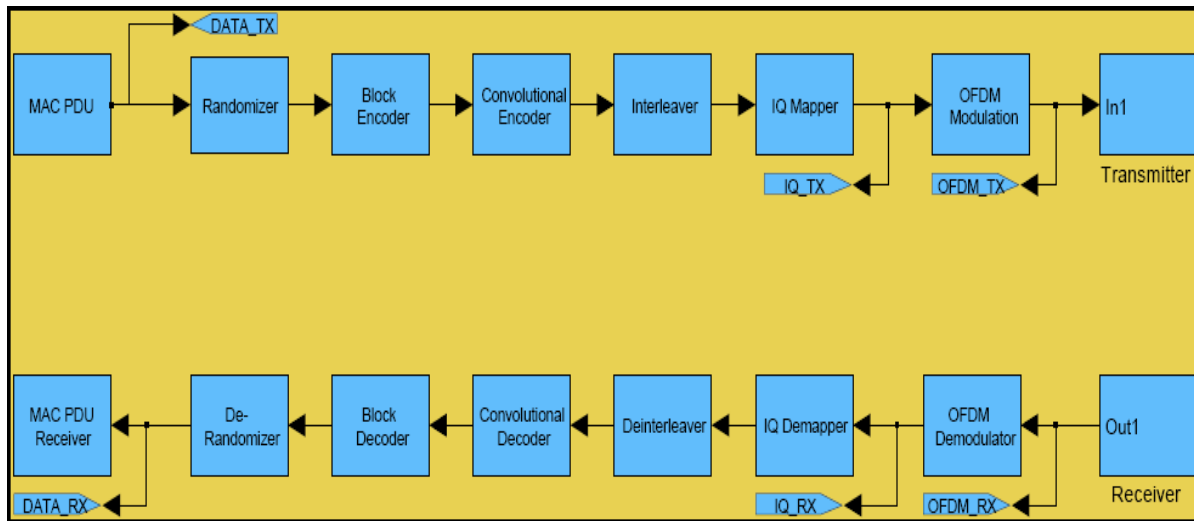 DATA_TX
MAC PDU
Randomizer
Block
Encoder
Convolutional
Encoder
Interleaver
IQ Mapper
OFDM
Modulation
In1
IQ_TX
OFDM_TX
Transmitter
MAC PDU
Receiver
De-
Randomizer
Block
Decoder
Convolutional
Decoder
Deinterleaver
IQ Demapper
OFDM
Demodulator
Out1
DATA_RX
IQ_RX
OFDM_RX
Receiver